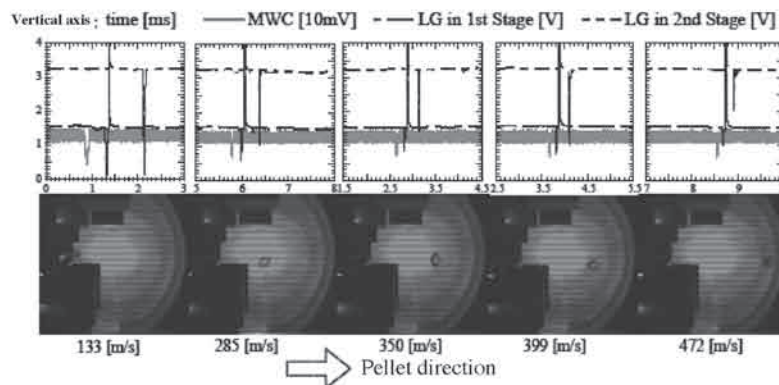 Vertical axis : time [ms] MWC [10mV] LG in 1st Stage [V] LG in 2nd Stage [V]
4
3
2
1
0
0 1 2 3 5 6 7 8 1.5 2.5 3.5 4.5 2.5 3.5 4.5 5.5 7 8 9
133 [m/s] 285 [m/s] 350 [m/s] 399 [m/s] 472 [m/s]
Pellet direction